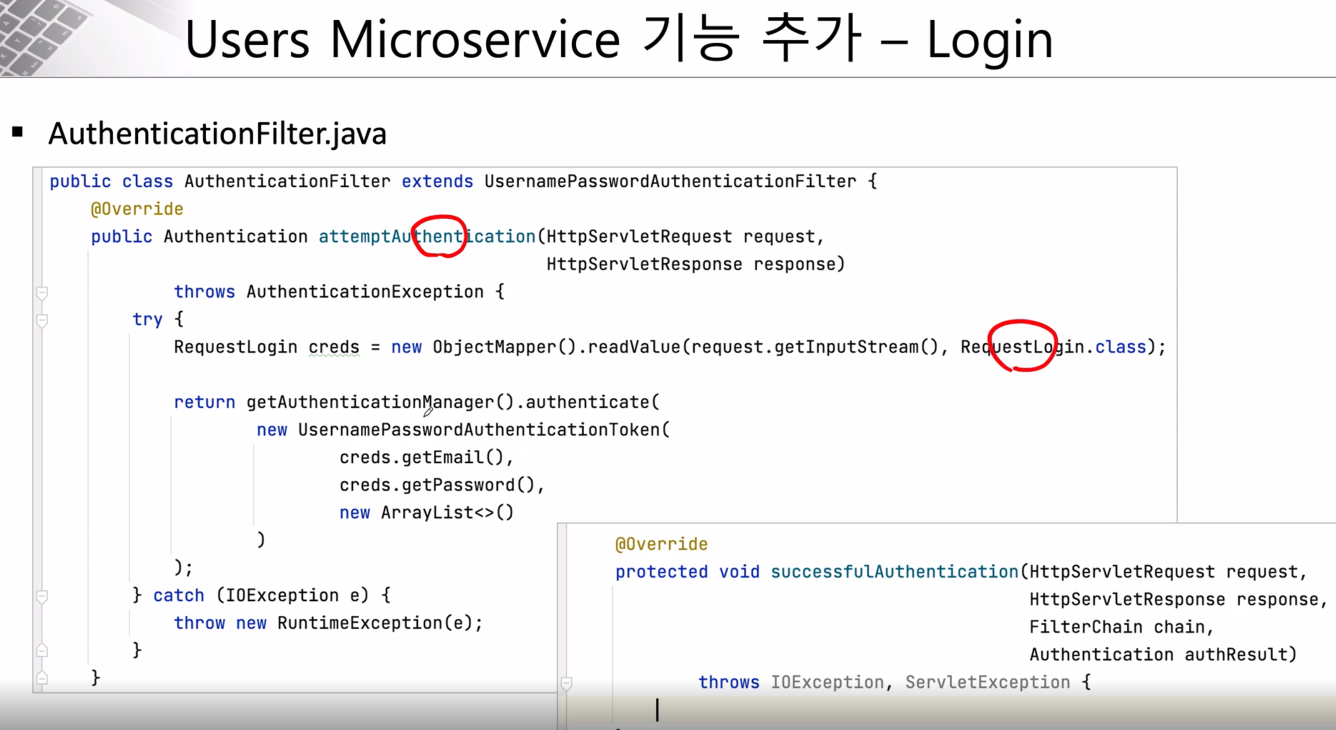 Users Microservice 기능 추가 – Login
▪ AuthenticationFilter.java
public class AuthenticationFilter extends UsernamePasswordAuthenticationFilter {
@Override
public Authentication attemptAuthentication(HttpServletRequest request,
HttpServletResponse response)
throws AuthenticationException {
try {
RequestLogin creds = new ObjectMapper().readValue(request.getInputStream(), RequestLogin.class);
return getAuthenticationManager().authenticate(
new UsernamePasswordAuthenticationToken(
creds.getEmail(),
creds.getPassword(),
new ArrayList<>()
)
);
} catch (IOException e) {
throw new RuntimeException(e);
}
}
@Override
protected void successfulAuthentication(HttpServletRequest request,
HttpServletResponse response,
FilterChain chain,
Authentication authResult)
throws IOException, ServletException {